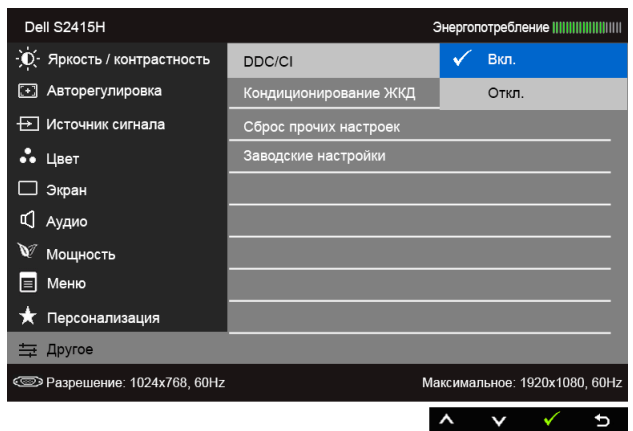 Dell S2415H Энергопотребление
Яркость / контрастность
Авторегулировка
Источник сигнала
Цвет
Экран
Аудио
Мощность
Меню
Персонализация
Другое
DDC/CI
Кондиционирование ЖКД
Сброс прочих настроек
Заводские настройки
Вкл.
Откл.
Разрешение: 1024x768, 60Hz Максимальное: 1920x1080, 60Hz